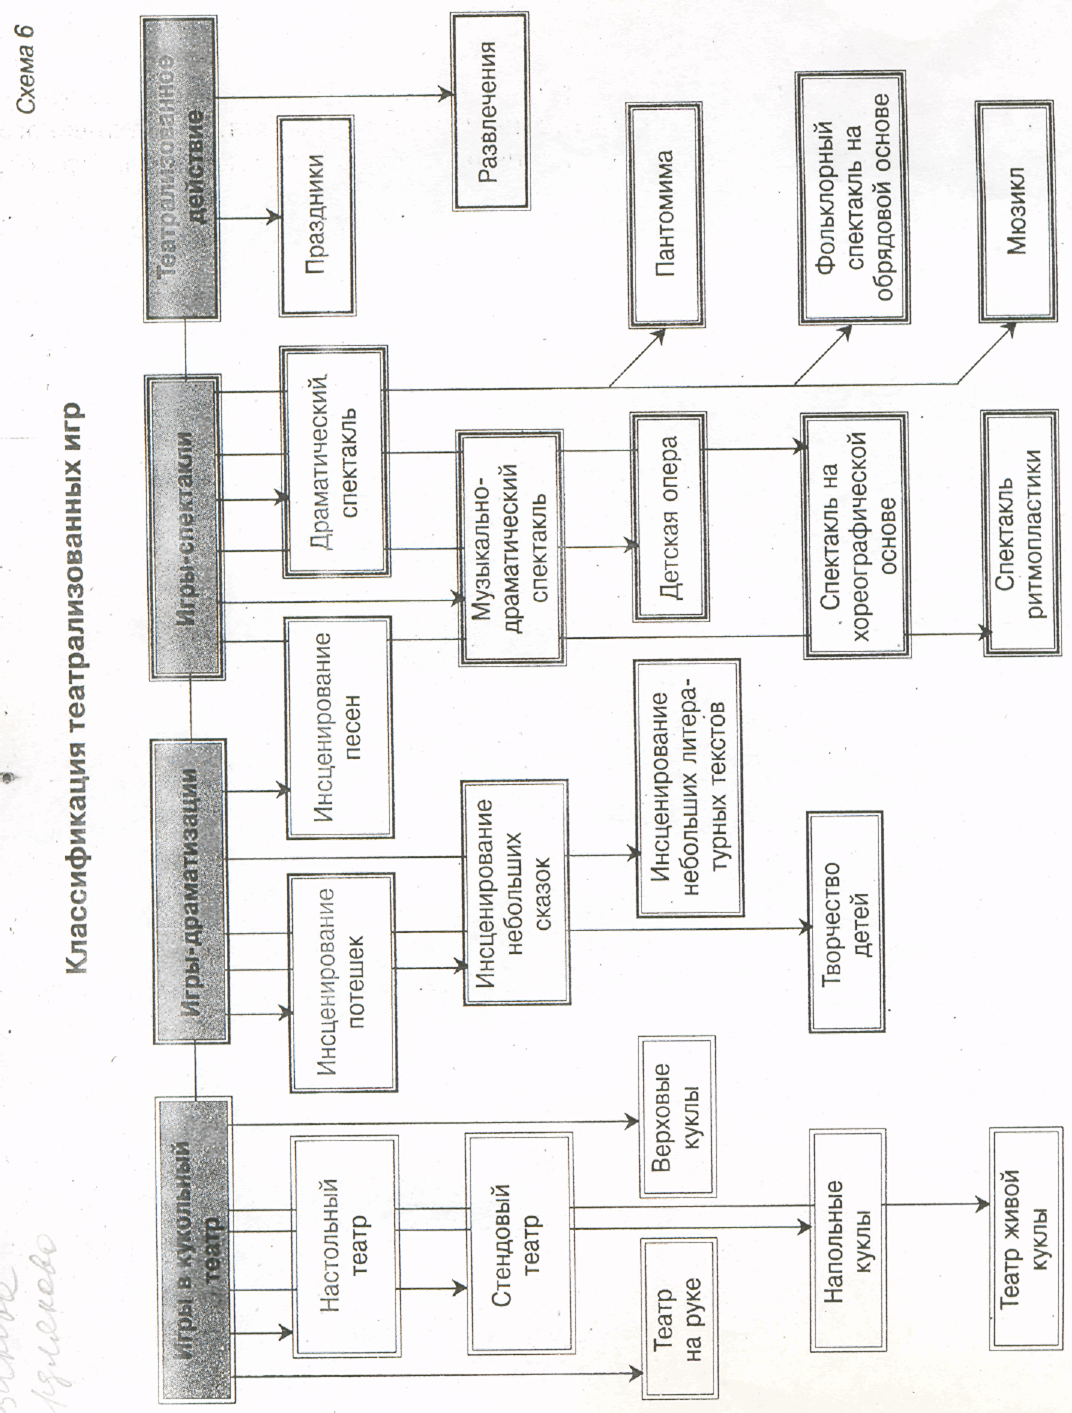 Схема 6
Классификация театрализованных игр
Игры в кукольный
театр
Игры-драматизации
Игры-спектакли
Театрализованное
действие
Настольный
театр
Инсценирование
потешек
Инсценирование
песен
Драматический
спектакль
Праздники
Стендовый
театр
Инсценирование
небольших
сказок
Музыкально-
драматический
спектакль
Развлечения
Театр
на руке
Верховые
куклы
Инсценирование
небольших литера-
турных текстов
Детская опера
Пантомима
Напольные
куклы
Творчество
детей
Спектакль на
хореографической
основе
Фольклорный
спектакль на
обрядовой основе
Театр живой
куклы
Спектакль
ритмопластики
Мюзикл